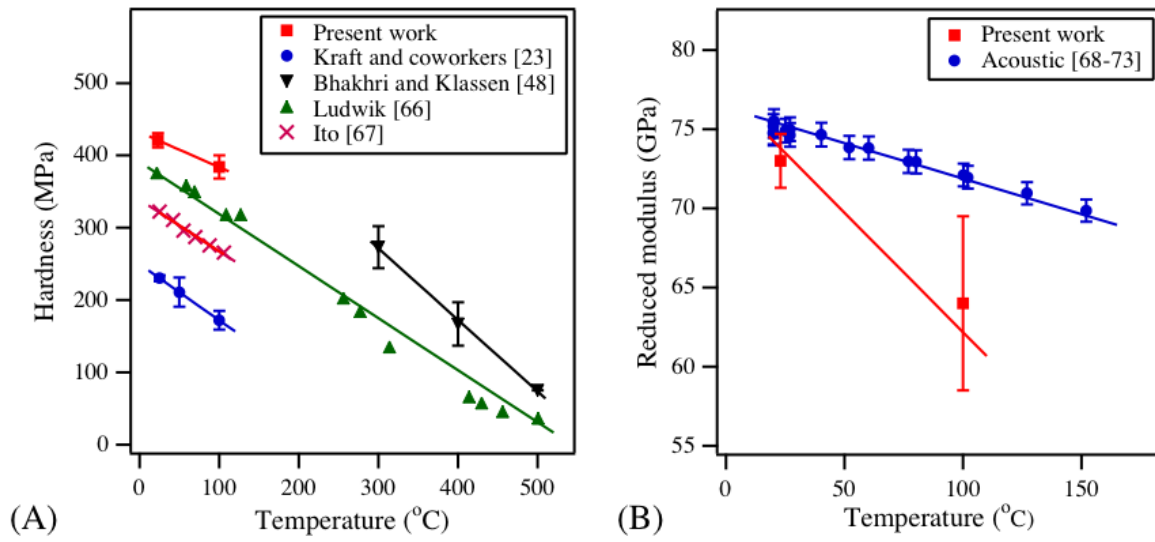 Present work
Kraft and coworkers [23]
Bhakhri and Klassen [48]
Ludwik [66]
Ito [67]
Hardness (MPa)
500
400
300
200
100
0
0
100
200
300
400
500
Temperature (°C)
(A)
Present work
Acoustic [68-73]
Reduced modulus (GPa)
80
75
70
65
60
55
0
50
100
150
Temperature (°C)
(B)